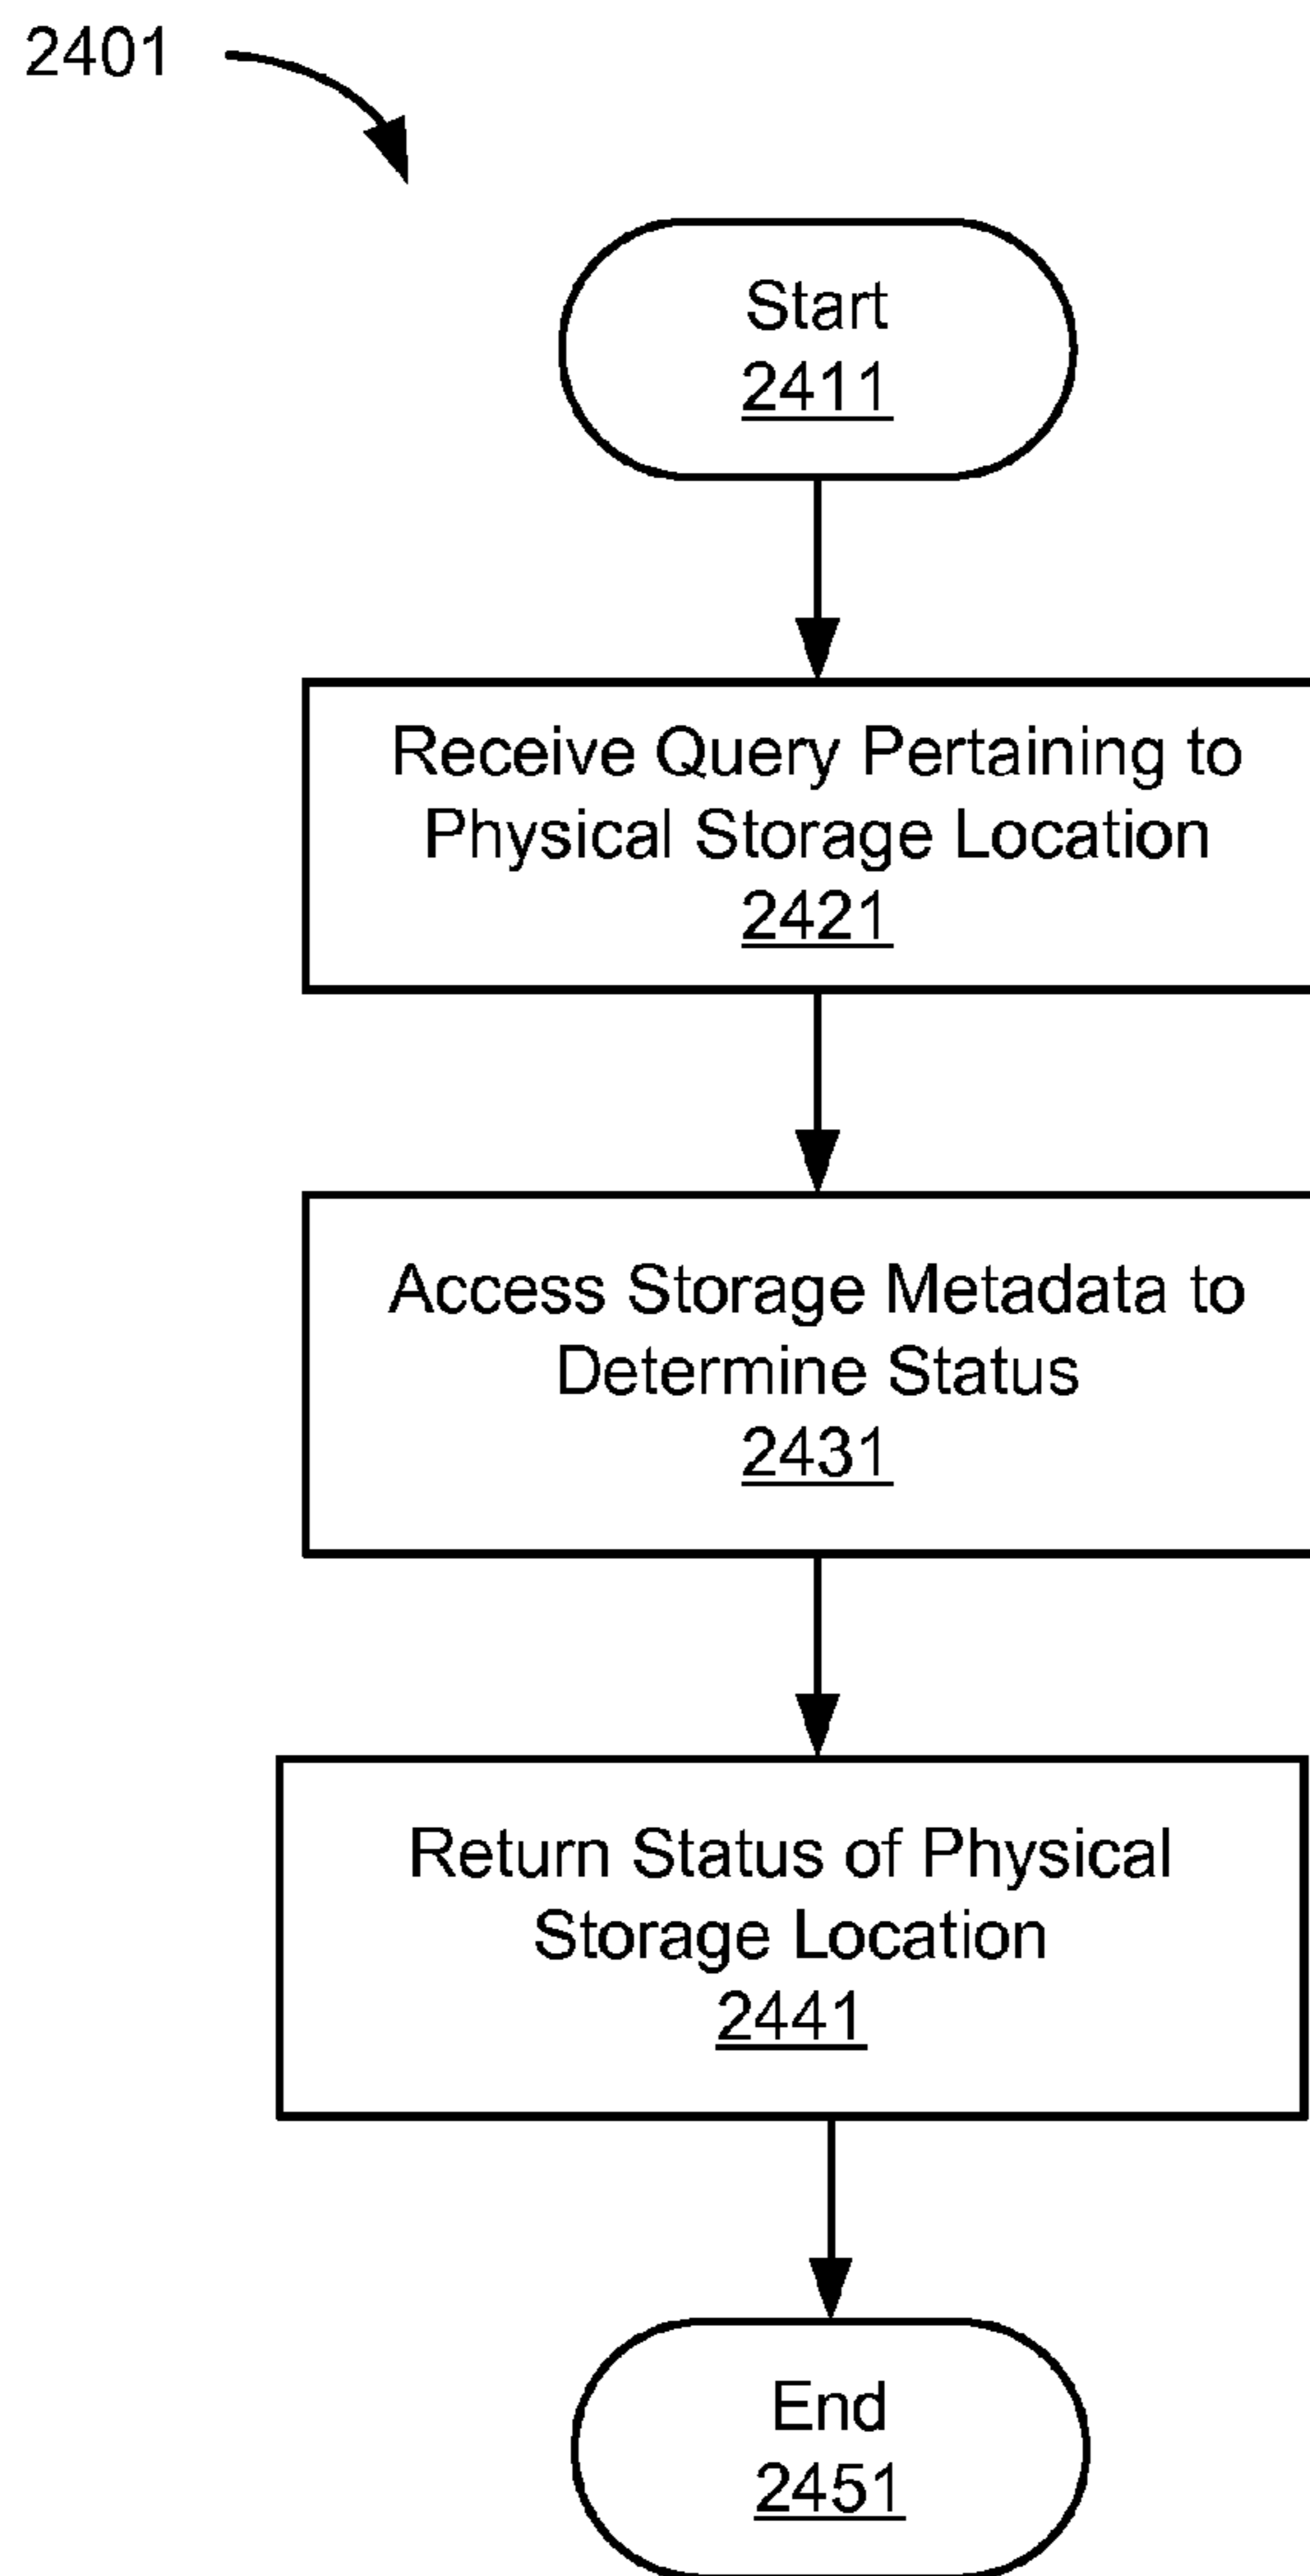 2401
Start
2411
Receive Query Pertaining to
Physical Storage Location
2421
Access Storage Metadata to
Determine Status
2431
Return Status of Physical
Storage Location
2441
End
2451